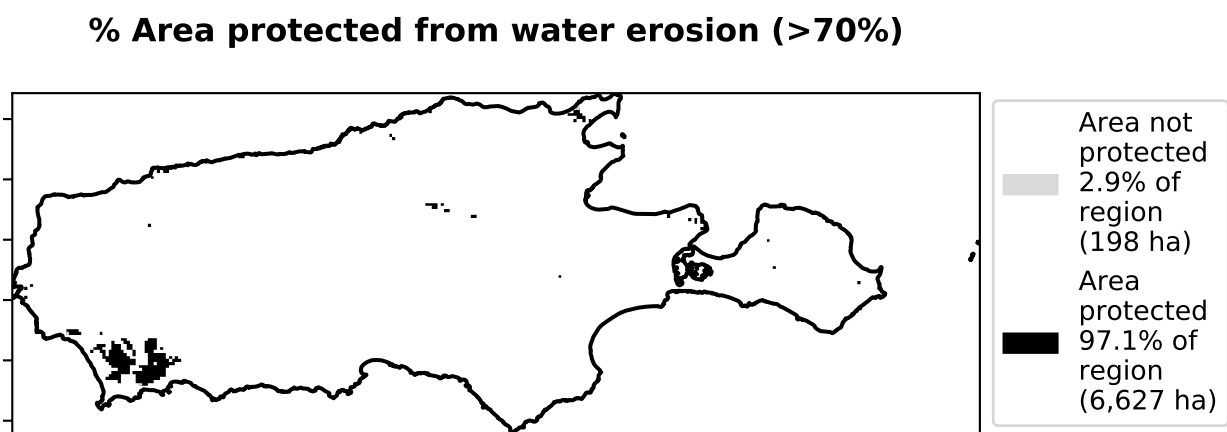 % Area protected from water erosion (>70%)
Area not
protected
2.9% of
region
(198 ha)
Area
protected
97.1% of
region
(6,627 ha)